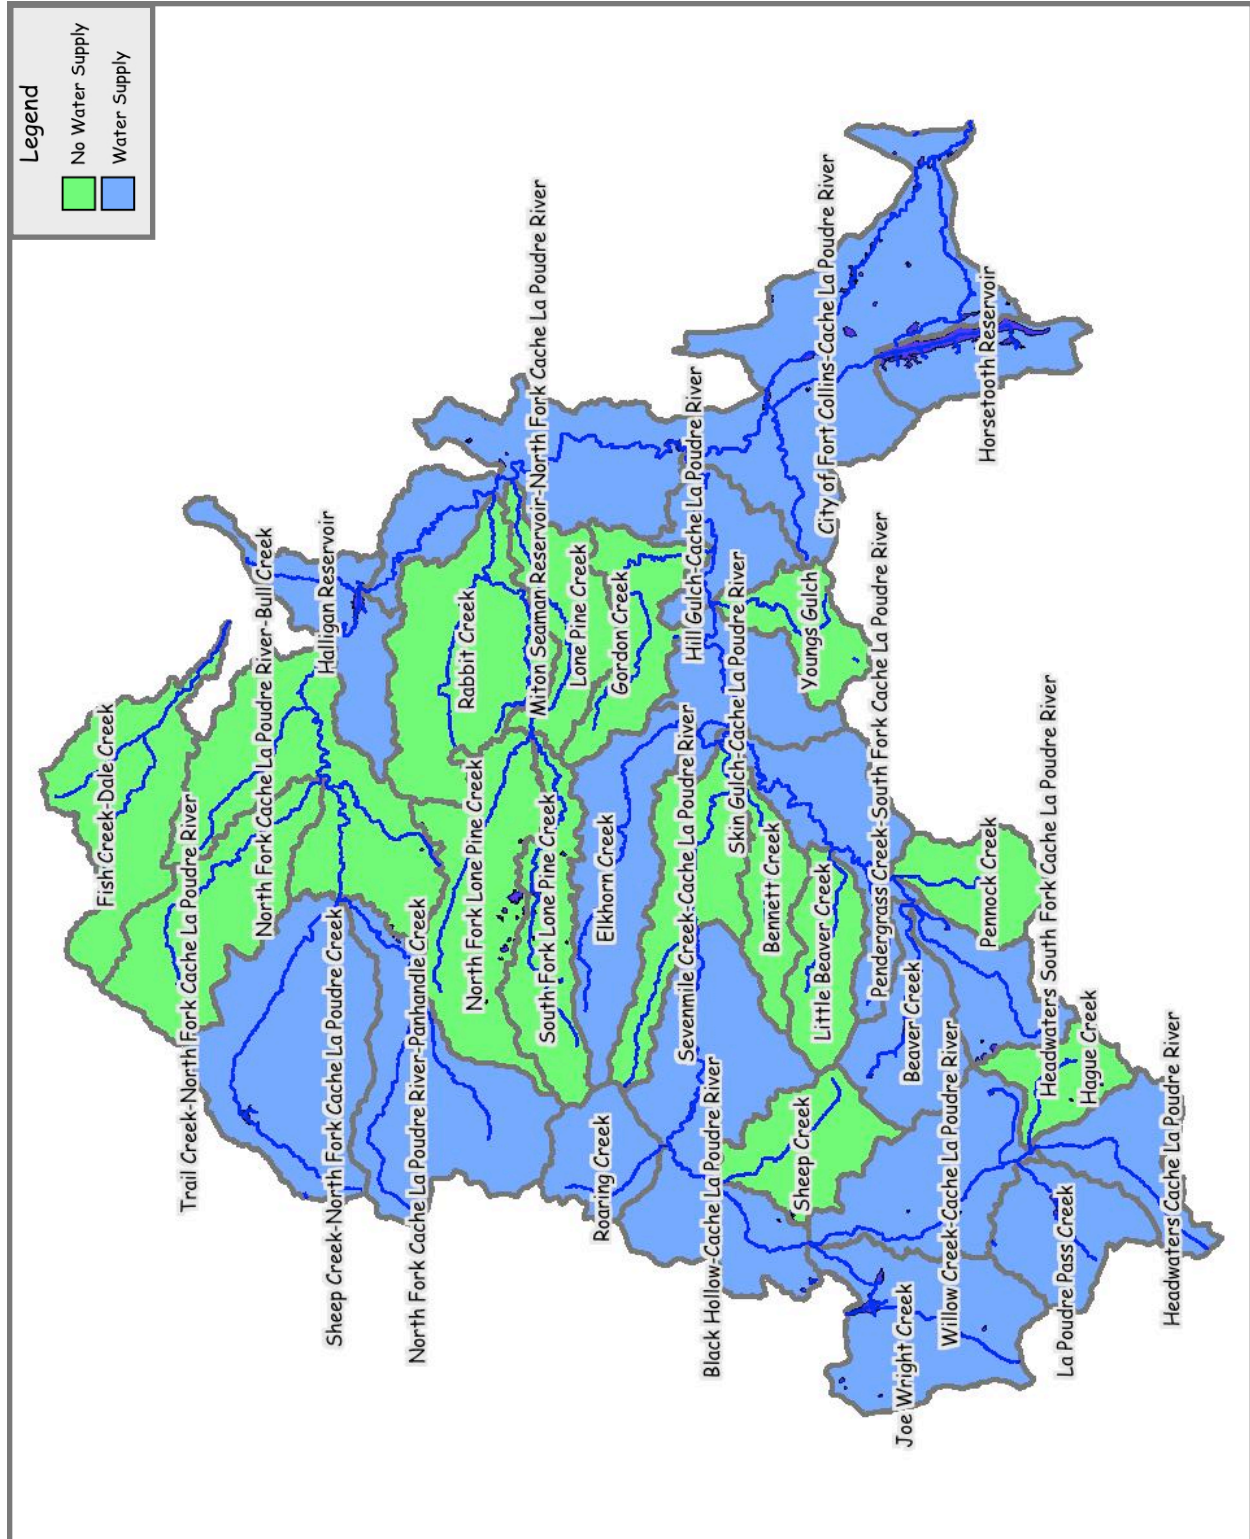 Legend
No Water Supply
Water Supply
Fish Creek-Dale Creek
Trail Creek-North Fork Cache La Poudre River
North Fork Cache La Poudre River-Bull Creek
Halligan Reservoir
Sheep Creek-North Fork Cache La Poudre Creek
North Fork Cache La Poudre River-Panhandle Creek
Rabbit Creek
North Fork Lone Pine Creek
Miton Seaman Reservoir-North Fork Cache La Poudre River
South Fork Lone Pine Creek
Lone Pine Creek
Gordon Creek
Elkhorn Creek
Roaring Creek
Hill Gulch-Cache La Poudre River
Sevenmile Creek-Cache La Poudre River
Black Hollow-Cache La Poudre River
Skin Gulch-Cache La Poudre River
Bennett Creek
Sheep Creek
Youngs Gulch
Little Beaver Creek
City of Fort Collins-Cache La Poudre River
Pendergrass Creek-South Fork Cache La Poudre River
Beaver Creek
Joe Wright Creek
Willow Creek-Cache La Poudre River
Horsetooth Reservoir
Pennock Creek
Headwaters South Fork Cache La Poudre River
La Poudre Pass Creek
Hague Creek
Headwaters Cache La Poudre River